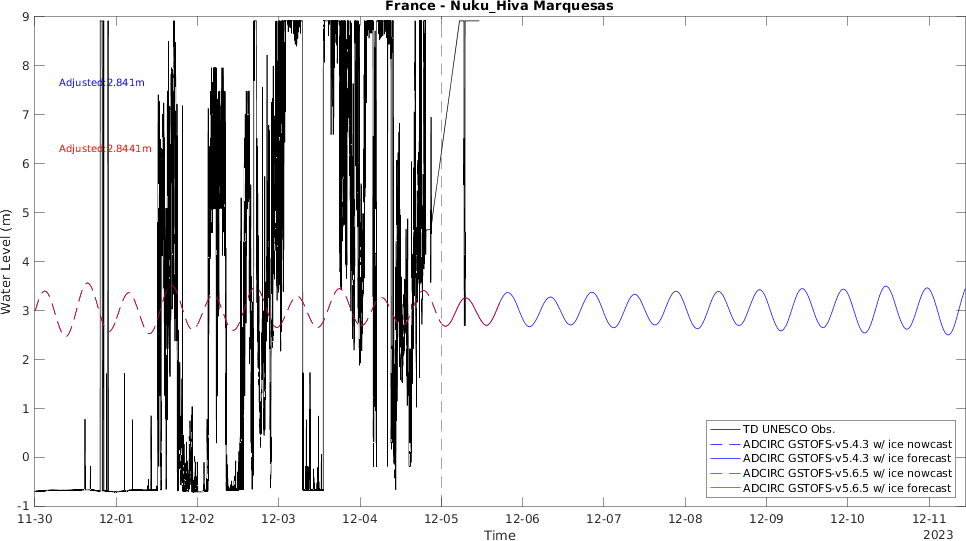 France - Nuku_Hiva Marquesas
9
8
7
6
5
4
3
2
1
0
-1
Water Level (m)
Adjusted:2.841m
Adjusted:2.8441m
TD UNESCO Obs.
ADCIRC GSTOFS-v5.4.3 w/ ice nowcast
ADCIRC GSTOFS-v5.4.3 w/ ice forecast
ADCIRC GSTOFS-v5.6.5 w/ ice nowcast
ADCIRC GSTOFS-v5.6.5 w/ ice forecast
11-30 12-01 12-02 12-03 12-04 12-05 12-06 12-07 12-08 12-09 12-10 12-11
Time
2023